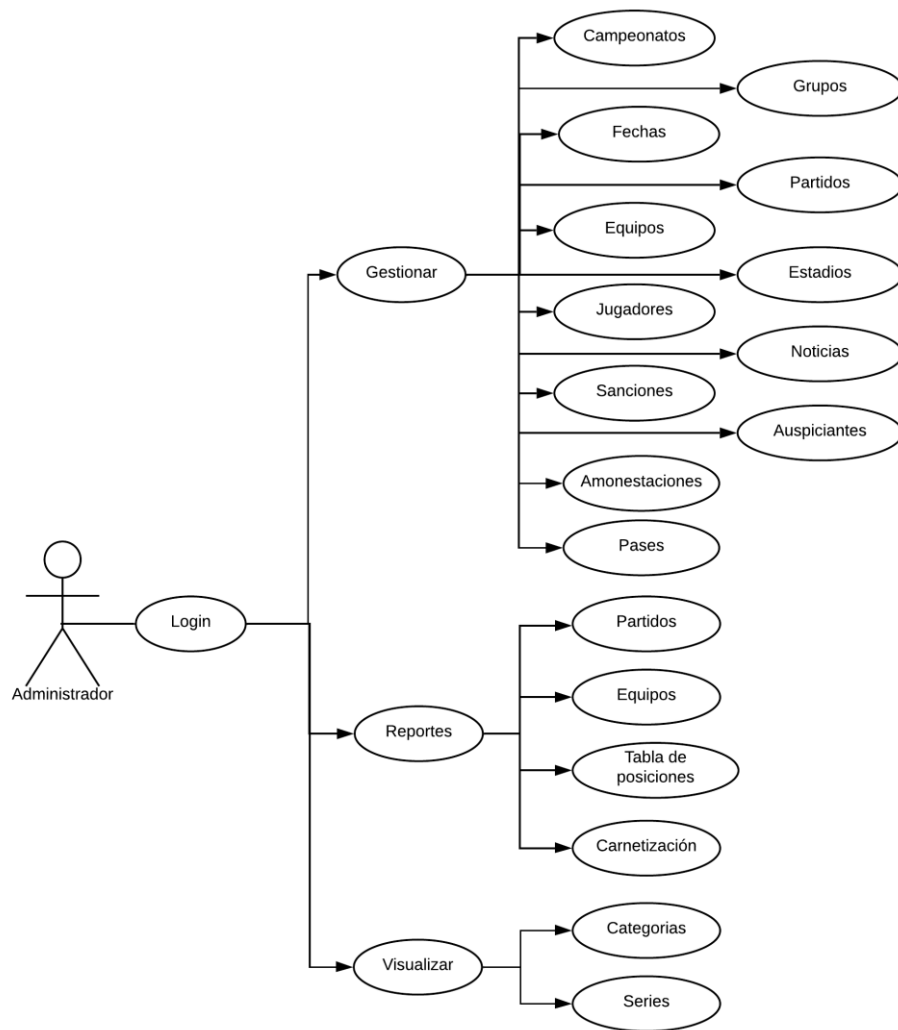 Campeonatos
Grupos
Fechas
Partidos
Equipos
Gestionar
Estadios
Jugadores
Noticias
Sanciones
Auspiciantes
Amonestaciones
Pases
Login
Administrador
Partidos
Equipos
Reportes
Tabla de
posiciones
Carnetización
Categorias
Visualizar
Series